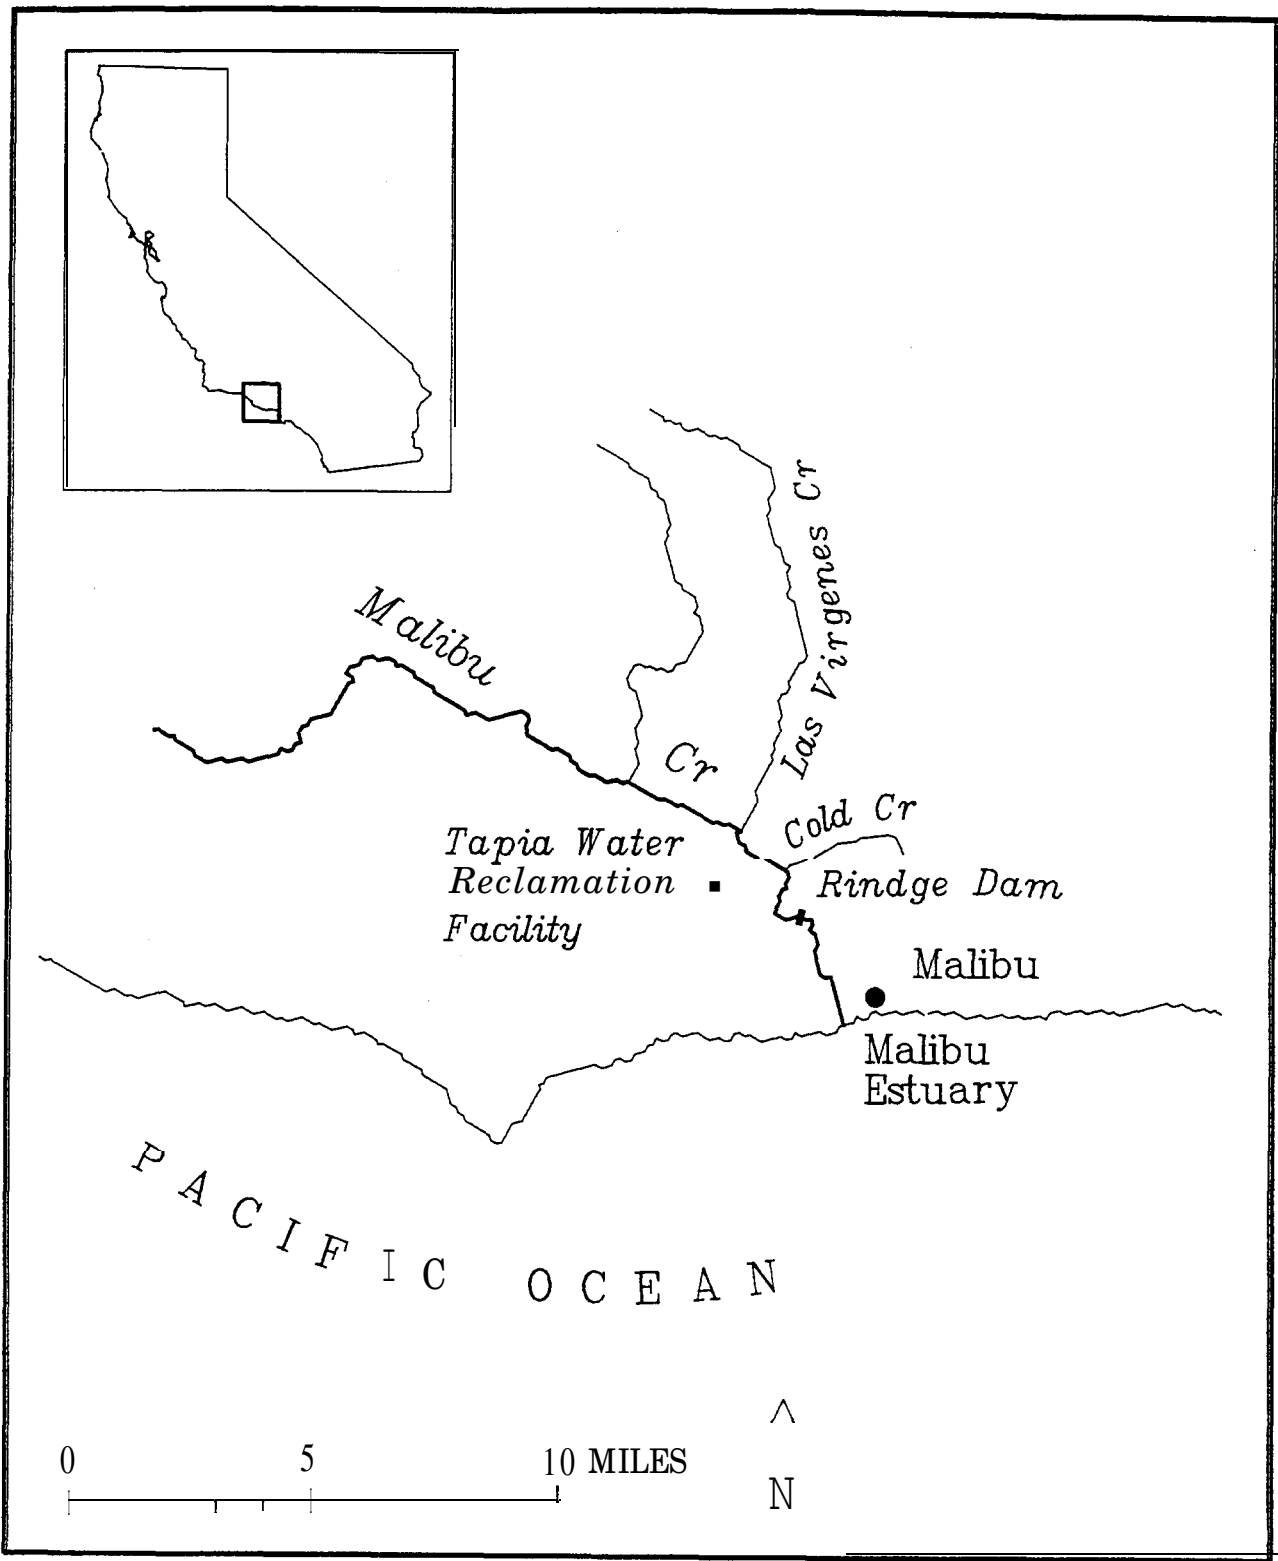 Malibu
Cr
Las Virgenes Cr
Cold Cr
Tapia Water
Reclamation
Facility
Rindge Dam
Malibu
Malibu
Estuary
PACIFIC OCEAN
0 5 10 MILES
N